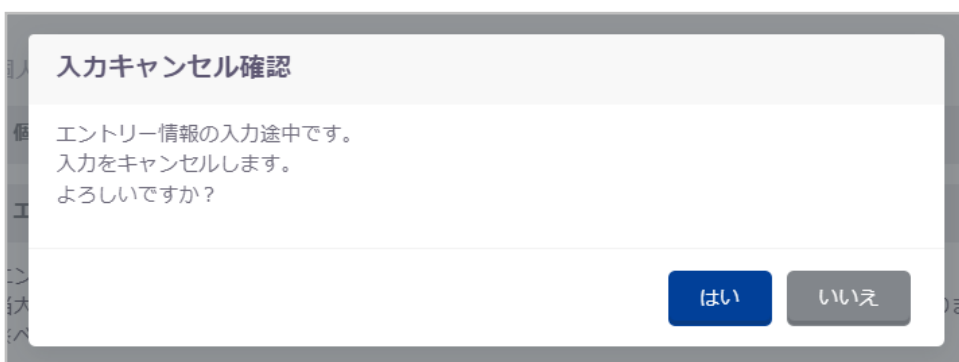 入力キャンセル確認
エントリー情報の入力途中です。
入力をキャンセルします。
よろしいですか？
はい
いいえ